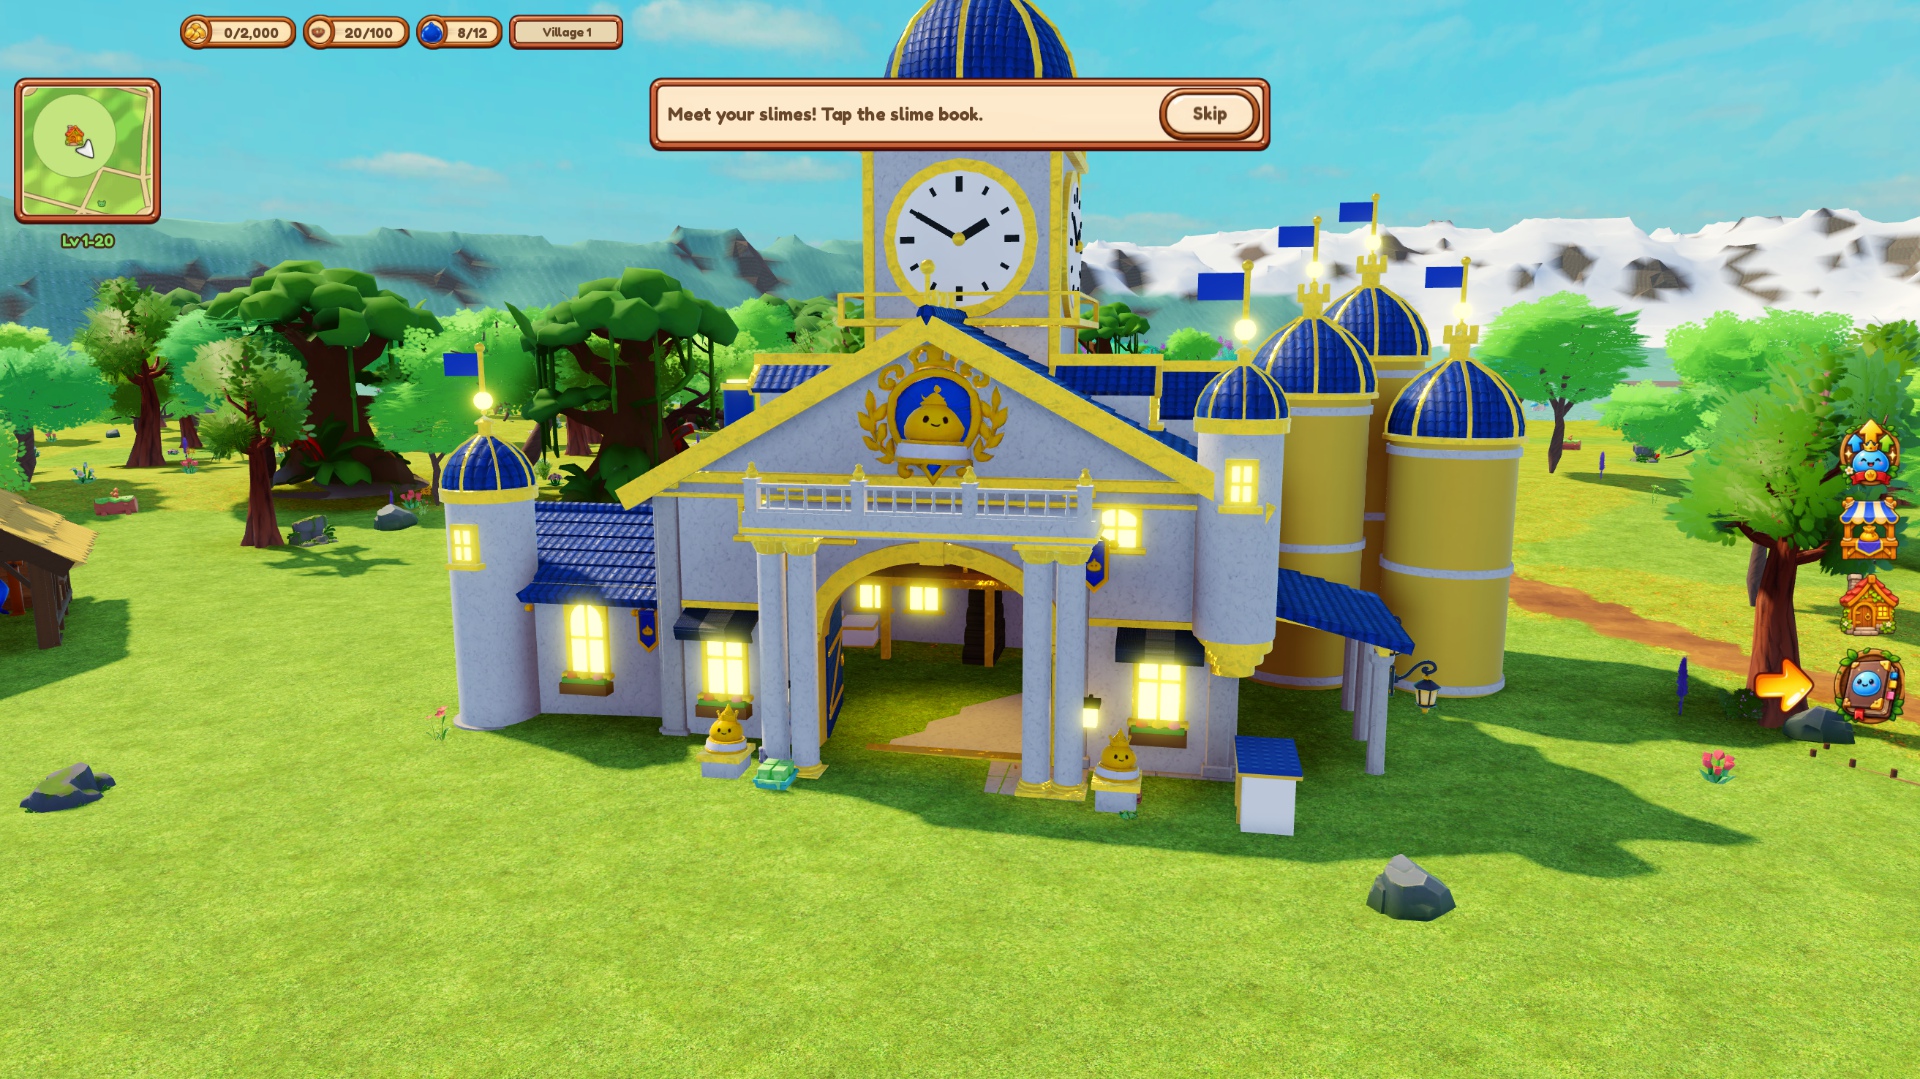 0/2,000
20/100
8/12
Village 1
Meet your slimes! Tap the slime book.
Skip
Lv 1-20